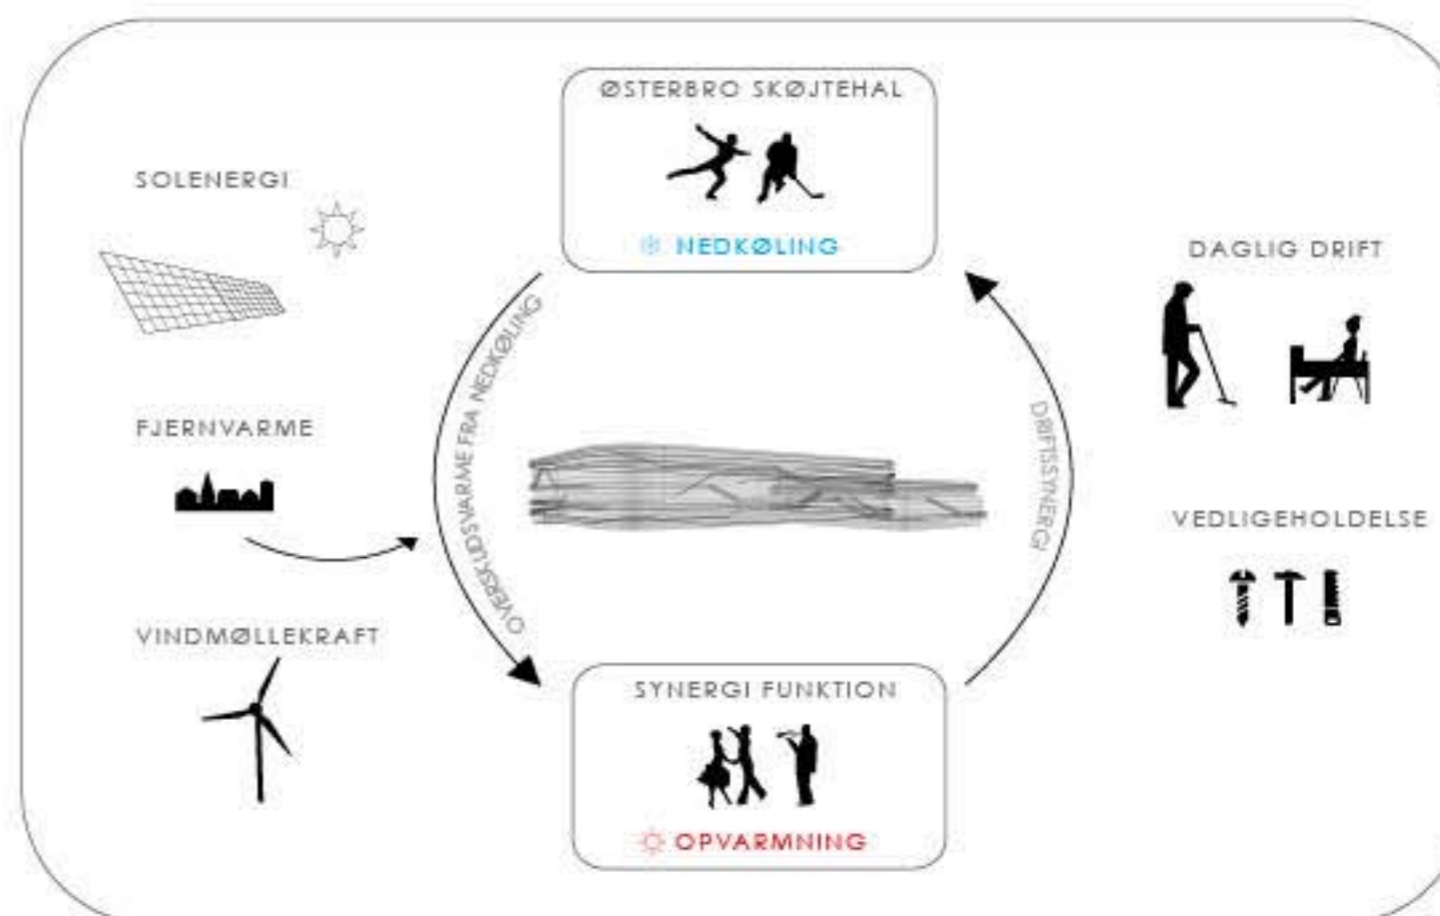 ØSTERBRO SKØJTEHAL
NEDKØLING
SOLENERGI
FJERNVARME
VINDMØLLEKRAFT
OVERSKUDSVARME FRA NEDKØLING
DRIFTSSYNERGI
DAGLIG DRIFT
VEDLIGEHOLDELSE
SYNERGI FUNKTION
OPVARMNING